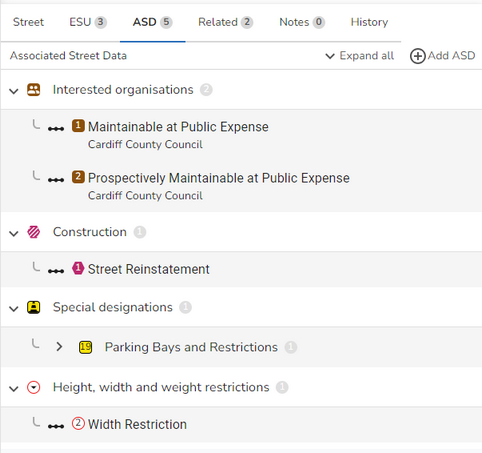 Street ESU 3 ASD 5 Related 2 Notes 0 History
Associated Street Data Expand all Add ASD
Interested organisations 2
1 Maintainable at Public Expense
Cardiff County Council
2 Prospectively Maintainable at Public Expense
Cardiff County Council
Construction 1
1 Street Reinstatement
Special designations 1
19 Parking Bays and Restrictions 1
Height, width and weight restrictions 1
2 Width Restriction